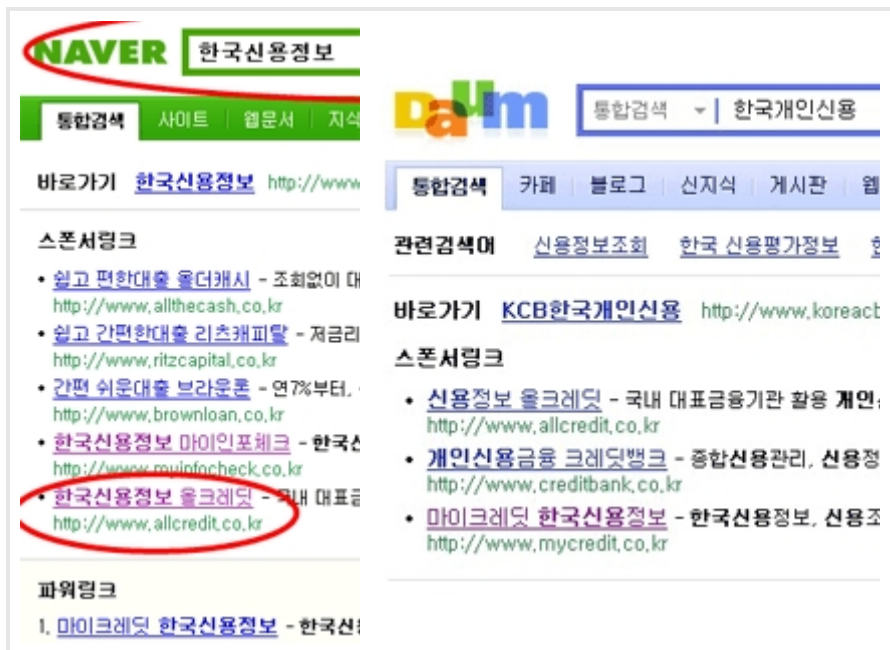 NAVER 한국신용정보
통합검색 사이트 웹문서 지식
바로가기 한국신용정보 http://www
스폰서링크
• 쉽고 편한대출 올더캐시 - 조회없이 대
http://www.allthecash.co.kr
• 쉽고 간편한대출 리츠캐피탈 - 저금리
http://www.ritzcapital.co.kr
• 간편 쉬운대출 브라운론 - 연7%부터,
http://www.brownloan.co.kr
• 한국신용정보 마이인포체크 - 한국신
http://www.myinfocheck.co.kr
• 한국신용정보 올크레딧 - 국내 대표금
http://www.allcredit.co.kr
파워링크
1. 마이크레딧 한국신용정보 - 한국신
Daum 통합검색 한국개인신용
통합검색 카페 블로그 신지식 게시판 웹
관련검색어 신용정보조회 한국 신용평가정보
바로가기 KCB한국개인신용 http://www.koreacb
스폰서링크
• 신용정보 올크레딧 - 국내 대표금융기관 활용 개인신
http://www.allcredit.co.kr
• 개인신용금융 크레딧뱅크 - 종합신용관리, 신용정
http://www.creditbank.co.kr
• 마이크레딧 한국신용정보 - 한국신용정보, 신용조
http://www.mycredit.co.kr